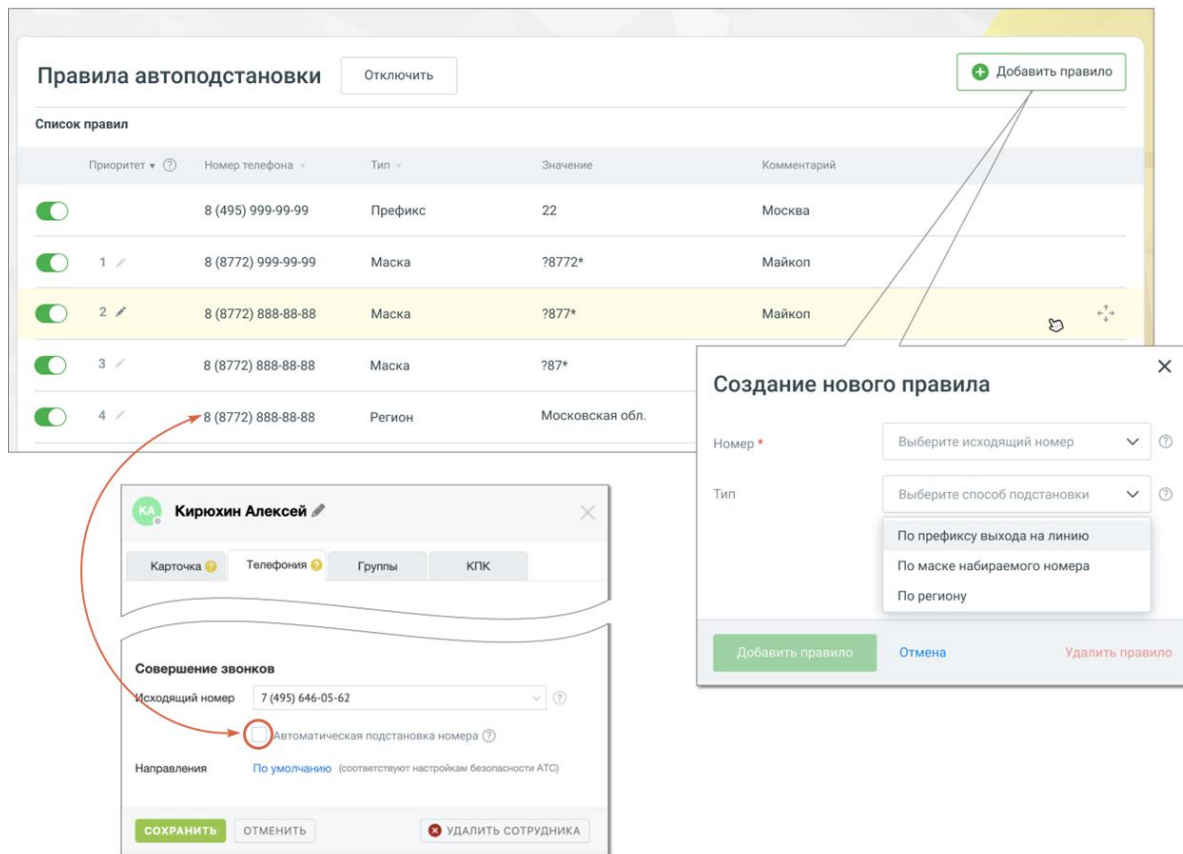 Правила автоподстановки Отключить Добавить правило
Список правил
Приоритет Номер телефона Тип Значение Комментарий
8 (495) 999-99-99 Префикс 22 Москва
1 8 (8772) 999-99-99 Маска ?8772* Майкоп
2 8 (8772) 888-88-88 Маска ?877* Майкоп
3 8 (8772) 888-88-88 Маска ?87*
4 8 (8772) 888-88-88 Регион Московская обл.
Создание нового правила
Номер * Выберите исходящий номер
Тип Выберите способ подстановки
По префиксу выхода на линию
По маске набираемого номера
По региону
Добавить правило Отмена Удалить правило
КА Кирюхин Алексей
Карточка Телефония Группы КПК
Совершение звонков
Исходящий номер 7 (495) 646-05-62
Автоматическая подстановка номера
Направления По умолчанию (соответствуют настройкам безопасности АТС)
СОХРАНИТЬ ОТМЕНИТЬ УДАЛИТЬ СОТРУДНИКА